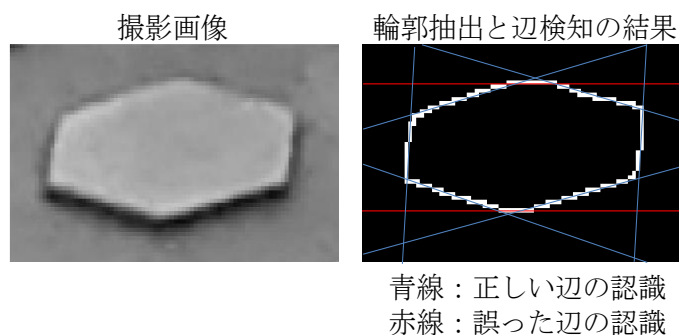 撮影画像
輪郭抽出と辺検知の結果
青線：正しい辺の認識
赤線：誤った辺の認識